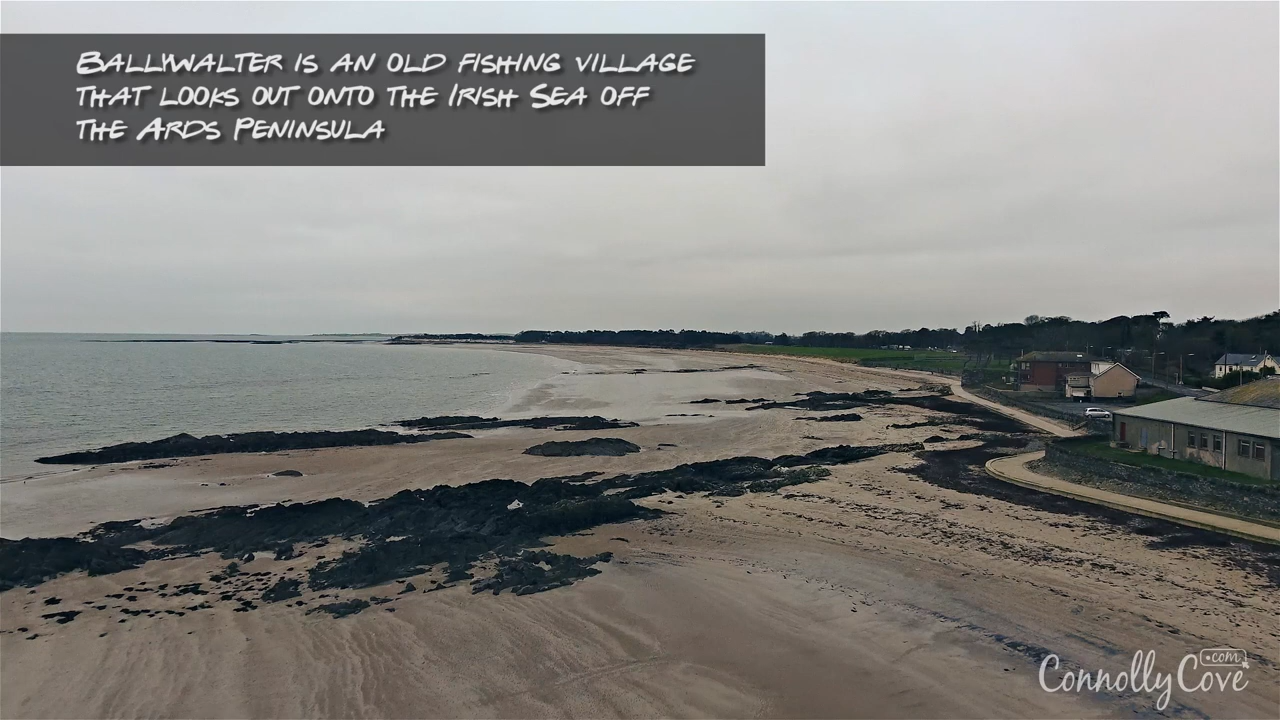 Ballywalter is an old fishing village
that looks out onto the Irish Sea off
the Ards Peninsula
.com
ConnollyCove